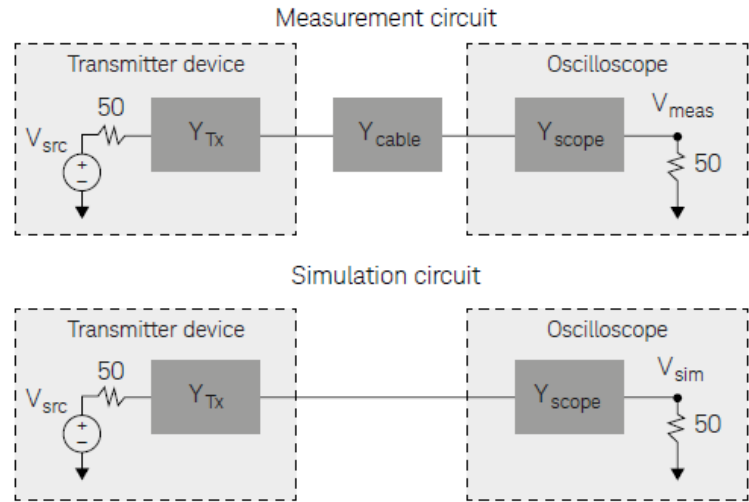 Measurement circuit
Transmitter device
Oscilloscope
50
V_src
+
−
Y_Tx
Y_cable
Y_scope
V_meas
50
Simulation circuit
Transmitter device
Oscilloscope
50
V_src
+
−
Y_Tx
Y_scope
V_sim
50